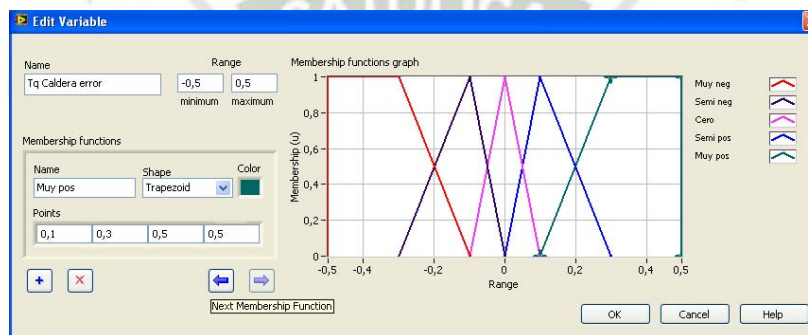 Edit Variable
Name
Range
Tq Caldera error
-0,5
0,5
minimum
maximum
Membership functions
Name
Shape
Color
Muy pos
Trapezoid
Points
0,1
0,3
0,5
0,5
Next Membership Function
Membership functions graph
Membership (u)
1
0,8
0,6
0,4
0,2
0
-0,5
-0,4
-0,2
0
0,2
0,4
0,5
Range
Muy neg
Semi neg
Cero
Semi pos
Muy pos
OK
Cancel
Help